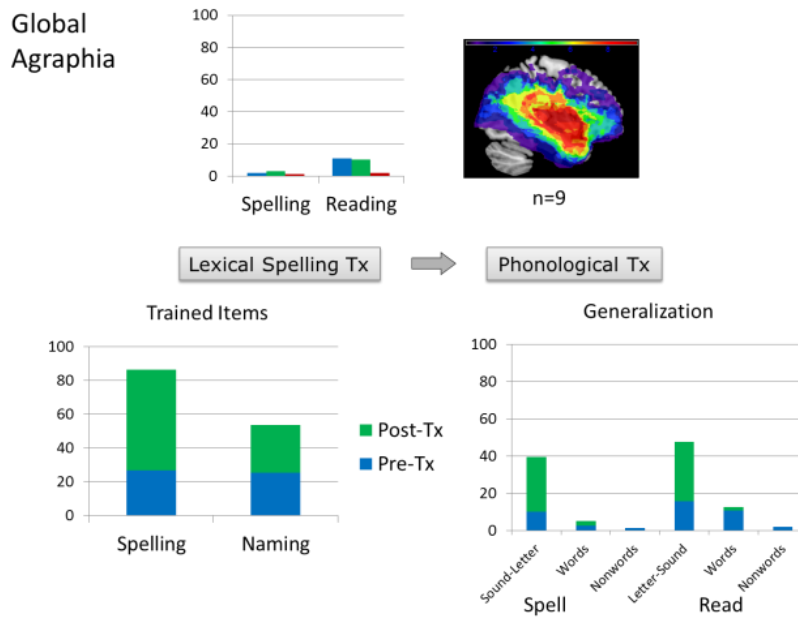 Global
Agraphia
100
80
60
40
20
0
Spelling Reading
n=9
Lexical Spelling Tx
Phonological Tx
Trained Items
100
80
60
40
20
0
Spelling Naming
Post-Tx
Pre-Tx
Generalization
100
80
60
40
20
0
Sound-Letter
Words
Nonwords
Letter-Sound
Words
Nonwords
Spell Read